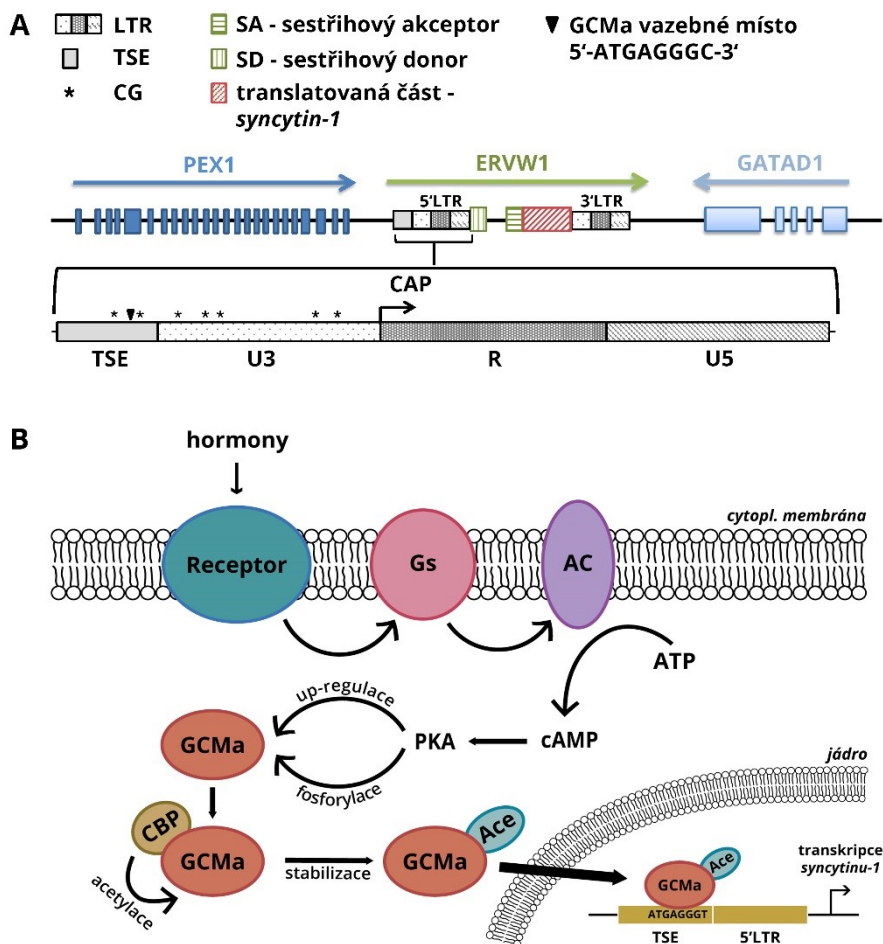 A
LTR
TSE
* CG
SA - sestřihový akceptor
SD - sestřihový donor
translatovaná část -
syncytin-1
GCMa vazebné místo
5‘-ATGAGGGC-3‘
PEX1
ERVW1
GATAD1
5‘LTR
3‘LTR
CAP
* * * * * * *
TSE
U3
R
U5
B
hormony
cytopl. membrána
Receptor
Gs
AC
ATP
up-regulace
GCMa
PKA
cAMP
fosforylace
jádro
CBP
GCMa
acetylace
stabilizace
GCMa
Ace
transkripce
syncytinu-1
GCMa
Ace
ATGAGGGT
TSE
5‘LTR